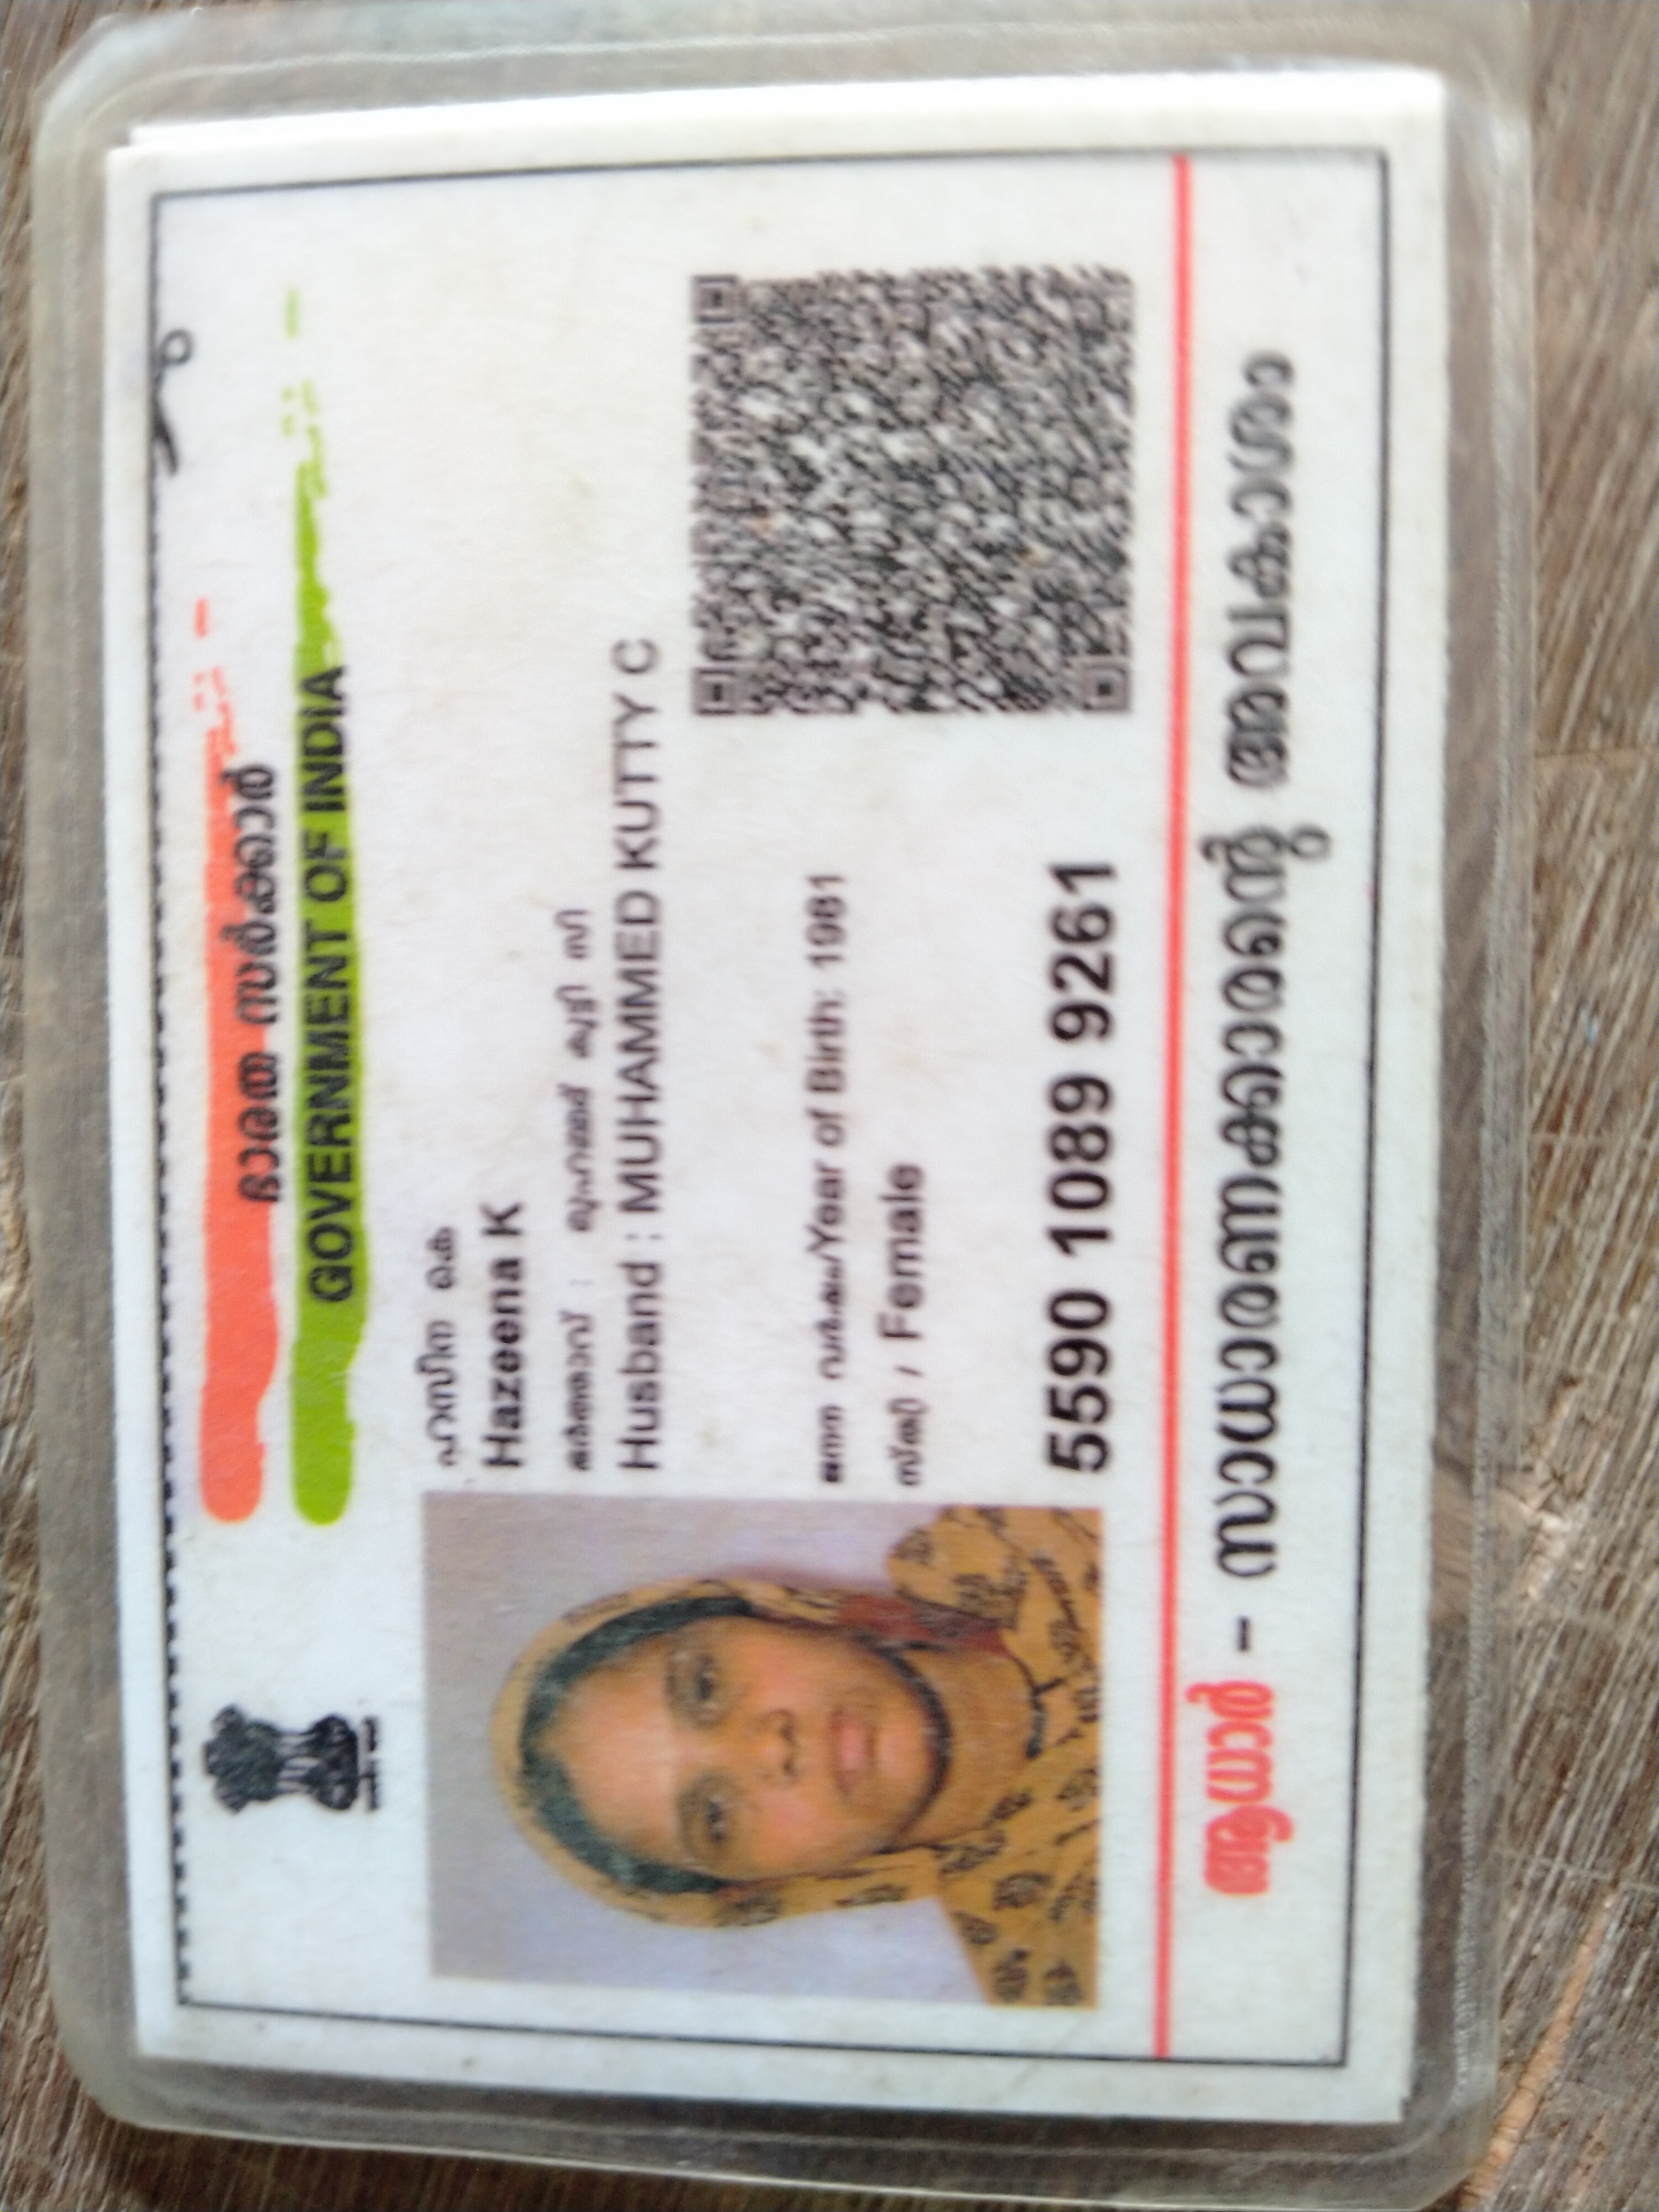 ഭാരത സർക്കാർ
GOVERNMENT OF INDIA
ഹസീന കെ
Hazeena K
ഭർത്താവ് : മുഹമ്മദ് കുട്ടി സി
Husband : MUHAMMED KUTTY C
ജനന വർഷം/Year of Birth: 1981
സ്ത്രീ / Female
5590 1089 9261
ആധാർ - സാധാരണക്കാരന്റെ അവകാശം